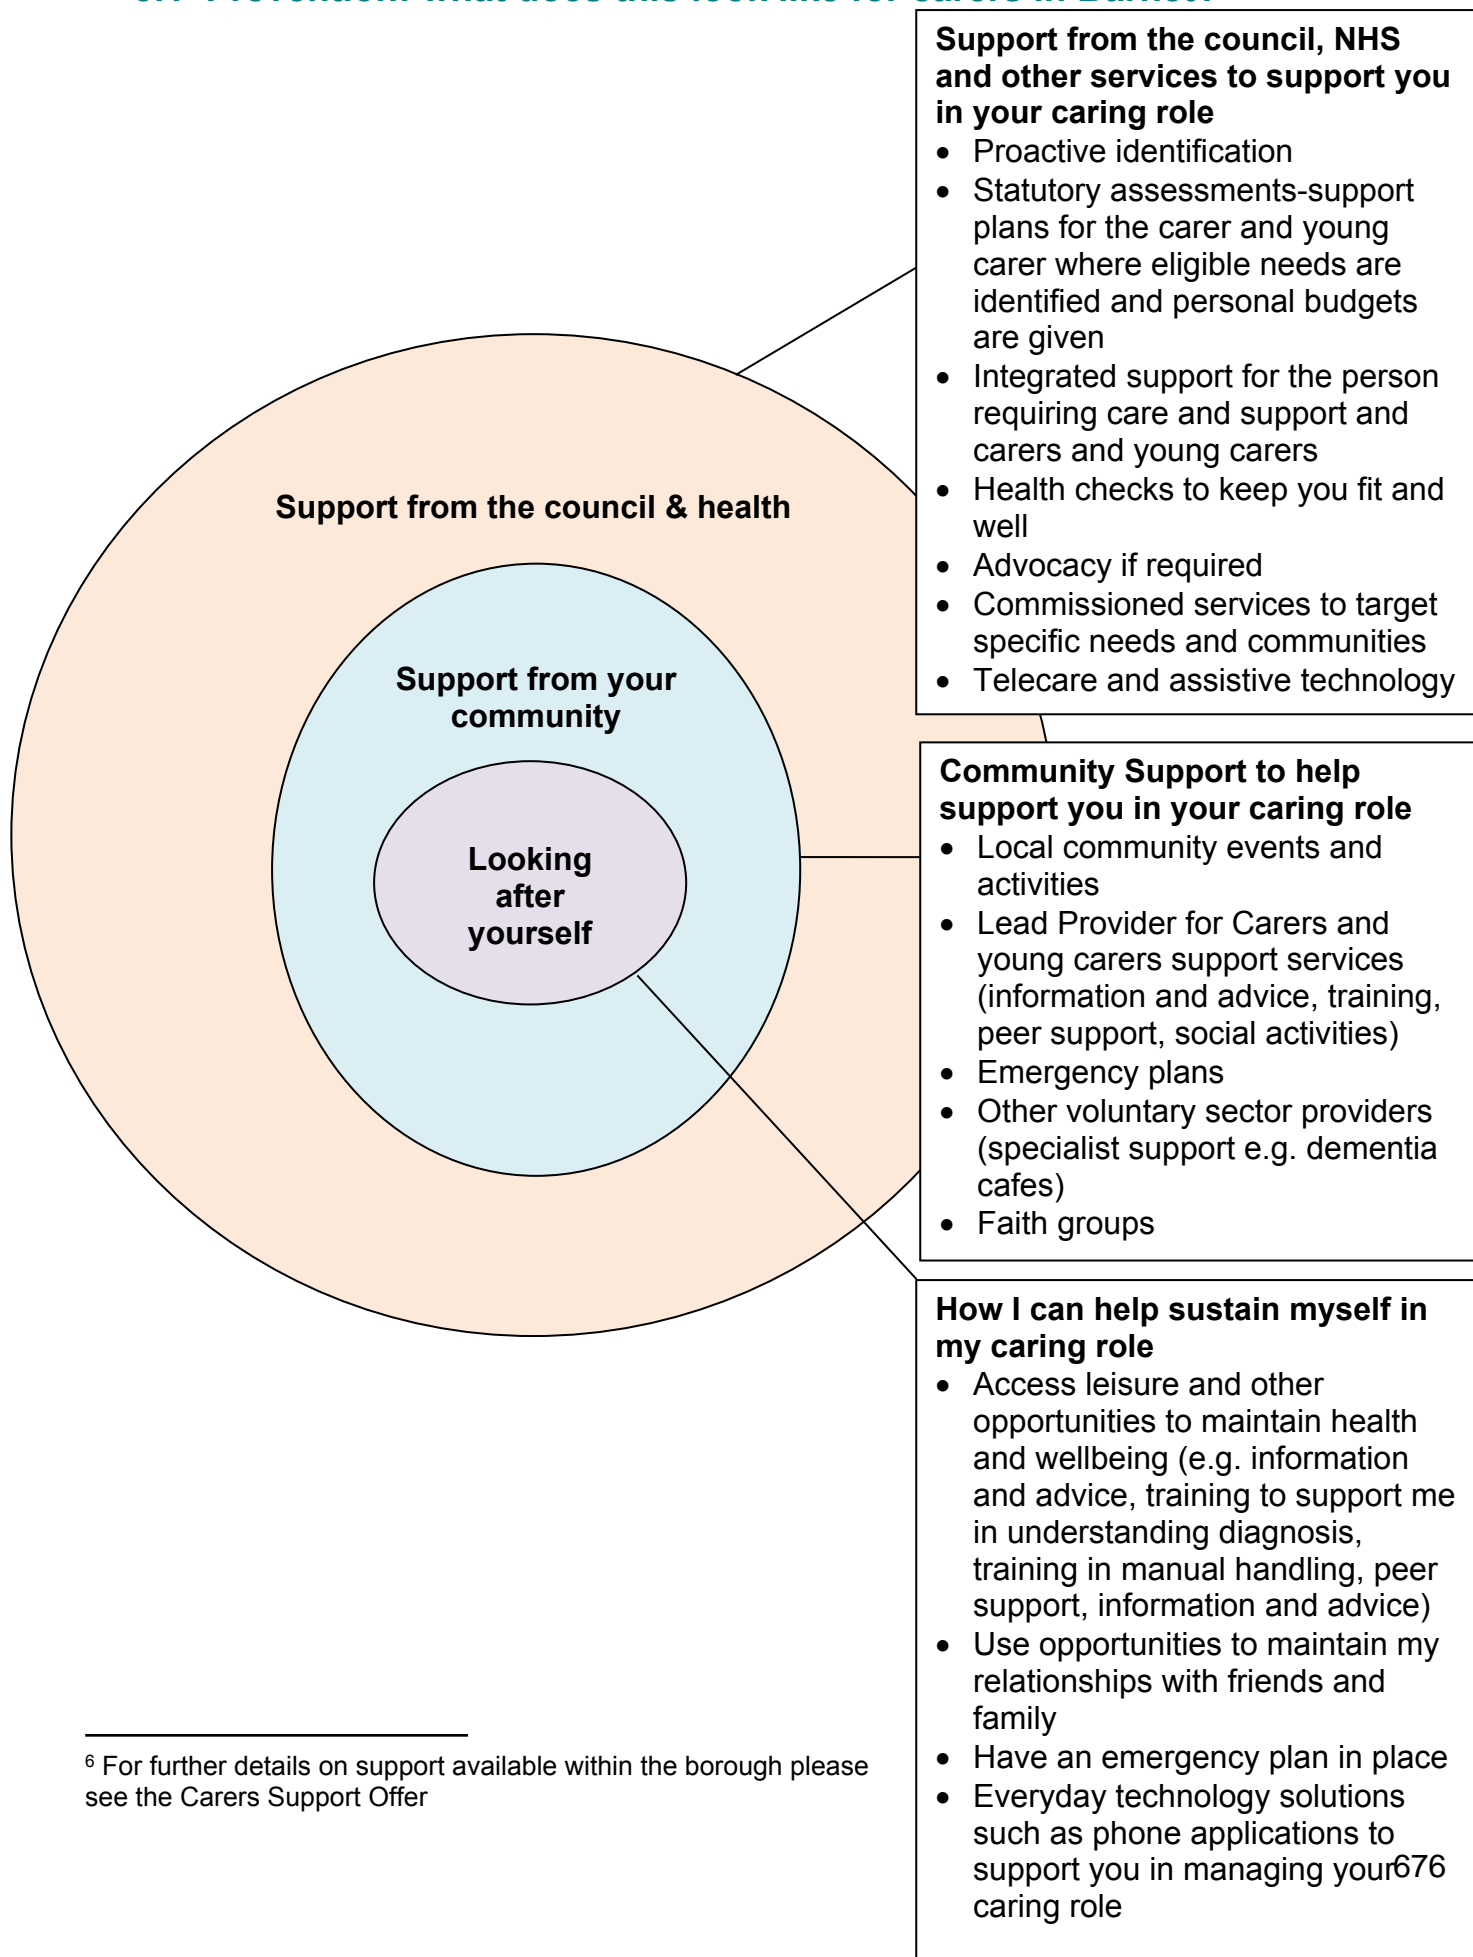 Support from the council, NHS
and other services to support you
in your caring role
• Proactive identification
• Statutory assessments-support
plans for the carer and young
carer where eligible needs are
identified and personal budgets
are given
• Integrated support for the person
requiring care and support and
carers and young carers
• Health checks to keep you fit and
well
• Advocacy if required
• Commissioned services to target
specific needs and communities
• Telecare and assistive technology
Support from the council & health
Support from your
community
Looking
after
yourself
Community Support to help
support you in your caring role
• Local community events and
activities
• Lead Provider for Carers and
young carers support services
(information and advice, training,
peer support, social activities)
• Emergency plans
• Other voluntary sector providers
(specialist support e.g. dementia
cafes)
• Faith groups
How I can help sustain myself in
my caring role
• Access leisure and other
opportunities to maintain health
and wellbeing (e.g. information
and advice, training to support me
in understanding diagnosis,
training in manual handling, peer
support, information and advice)
• Use opportunities to maintain my
relationships with friends and
family
• Have an emergency plan in place
• Everyday technology solutions
such as phone applications to
support you in managing your
caring role
6 For further details on support available within the borough please
see the Carers Support Offer
676